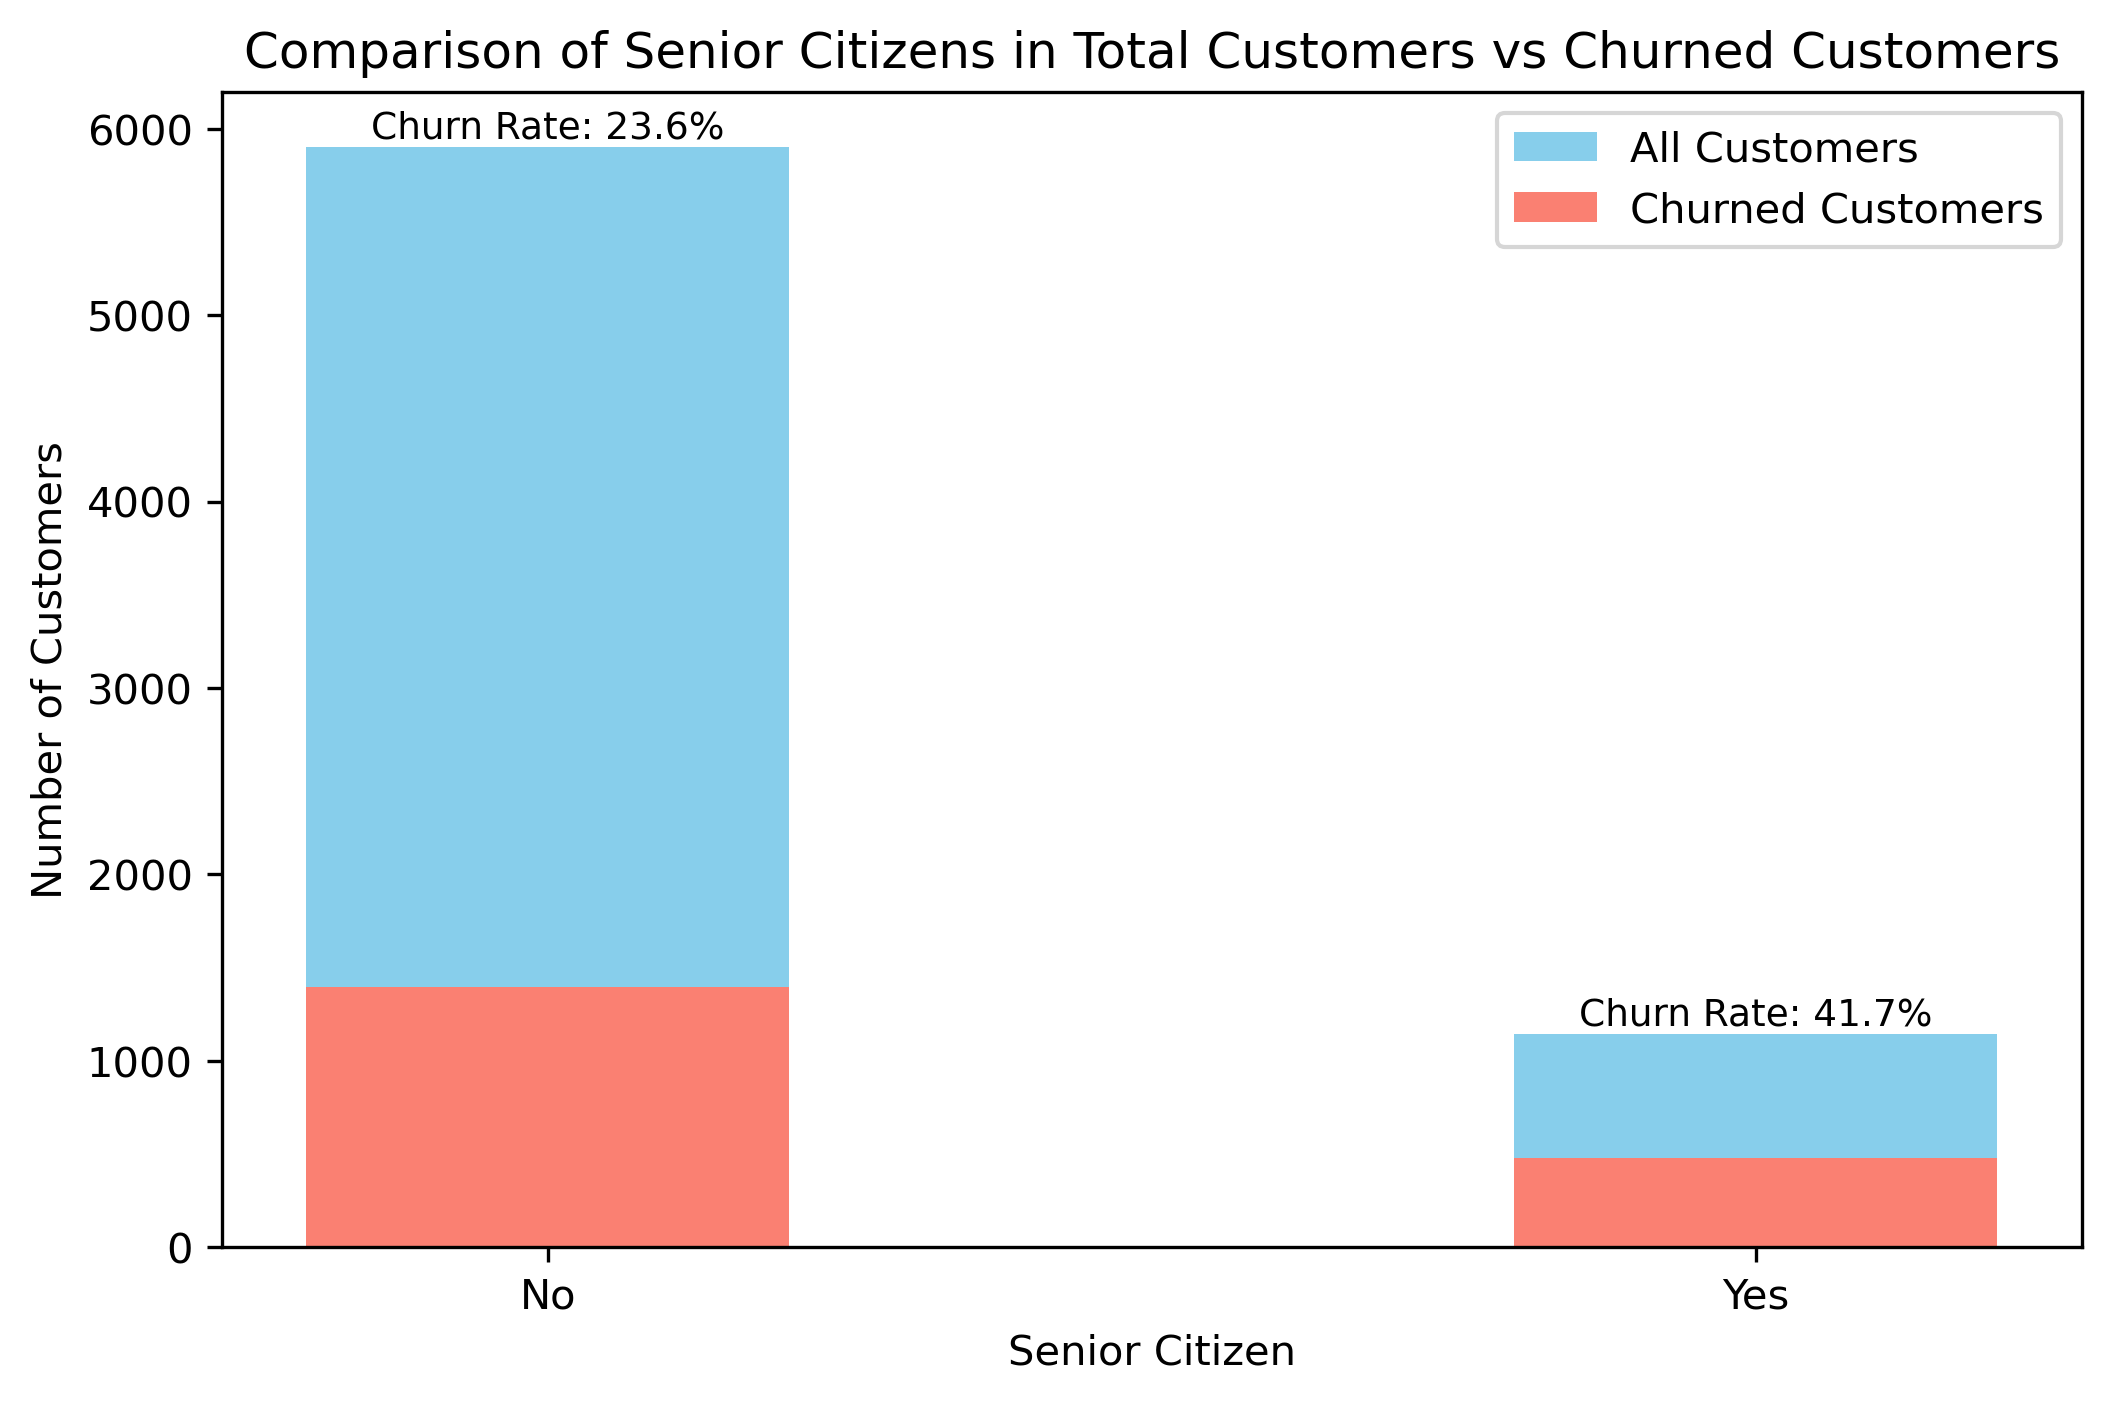 Comparison of Senior Citizens in Total Customers vs Churned Customers
Churn Rate: 23.6%
All Customers
Churned Customers
Churn Rate: 41.7%
Number of Customers
6000
5000
4000
3000
2000
1000
0
No
Yes
Senior Citizen